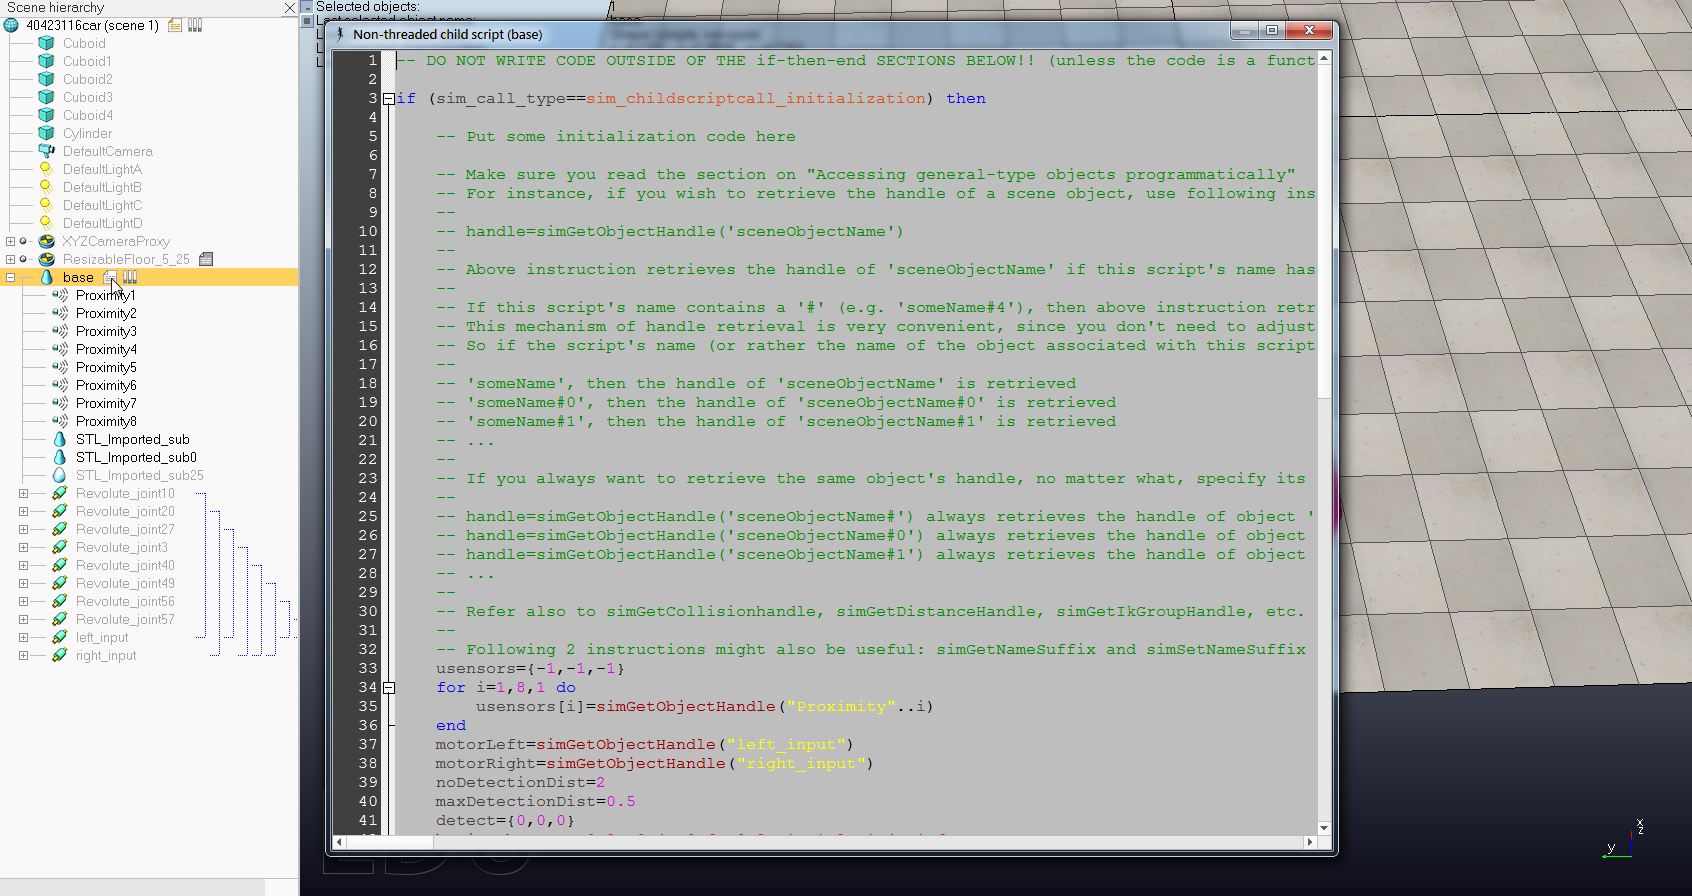 Scene hierarchy
40423116car (scene 1)
Cuboid
Cuboid1
Cuboid2
Cuboid3
Cuboid4
Cylinder
DefaultCamera
DefaultLightA
DefaultLightB
DefaultLightC
DefaultLightD
XYZCameraProxy
ResizableFloor_5_25
base
Proximity1
Proximity2
Proximity3
Proximity4
Proximity5
Proximity6
Proximity7
Proximity8
STL_Imported_sub
STL_Imported_sub0
STL_Imported_sub25
Revolute_joint10
Revolute_joint20
Revolute_joint27
Revolute_joint3
Revolute_joint40
Revolute_joint49
Revolute_joint56
Revolute_joint57
left_input
right_input
Selected objects: 1
Last selected object name: base
Non-threaded child script (base)
1 -- DO NOT WRITE CODE OUTSIDE OF THE if-then-end SECTIONS BELOW!! (unless the code is a funct
2
3 if (sim_call_type==sim_childscriptcall_initialization) then
4
5 -- Put some initialization code here
6
7 -- Make sure you read the section on "Accessing general-type objects programmatically"
8 -- For instance, if you wish to retrieve the handle of a scene object, use following ins
9 --
10 -- handle=simGetObjectHandle('sceneObjectName')
11 --
12 -- Above instruction retrieves the handle of 'sceneObjectName' if this script's name has
13 --
14 -- If this script's name contains a '#' (e.g. 'someName#4'), then above instruction retr
15 -- This mechanism of handle retrieval is very convenient, since you don't need to adjust
16 -- So if the script's name (or rather the name of the object associated with this script
17 --
18 -- 'someName', then the handle of 'sceneObjectName' is retrieved
19 -- 'someName#0', then the handle of 'sceneObjectName#0' is retrieved
20 -- 'someName#1', then the handle of 'sceneObjectName#1' is retrieved
21 -- ...
22 --
23 -- If you always want to retrieve the same object's handle, no matter what, specify its
24 --
25 -- handle=simGetObjectHandle('sceneObjectName#') always retrieves the handle of object '
26 -- handle=simGetObjectHandle('sceneObjectName#0') always retrieves the handle of object
27 -- handle=simGetObjectHandle('sceneObjectName#1') always retrieves the handle of object
28 -- ...
29 --
30 -- Refer also to simGetCollisionhandle, simGetDistanceHandle, simGetIkGroupHandle, etc.
31 --
32 -- Following 2 instructions might also be useful: simGetNameSuffix and simSetNameSuffix
33 usensors={-1,-1,-1}
34 for i=1,8,1 do
35 usensors[i]=simGetObjectHandle("Proximity"..i)
36 end
37 motorLeft=simGetObjectHandle("left_input")
38 motorRight=simGetObjectHandle("right_input")
39 noDetectionDist=2
40 maxDetectionDist=0.5
41 detect={0,0,0}
x
z
y